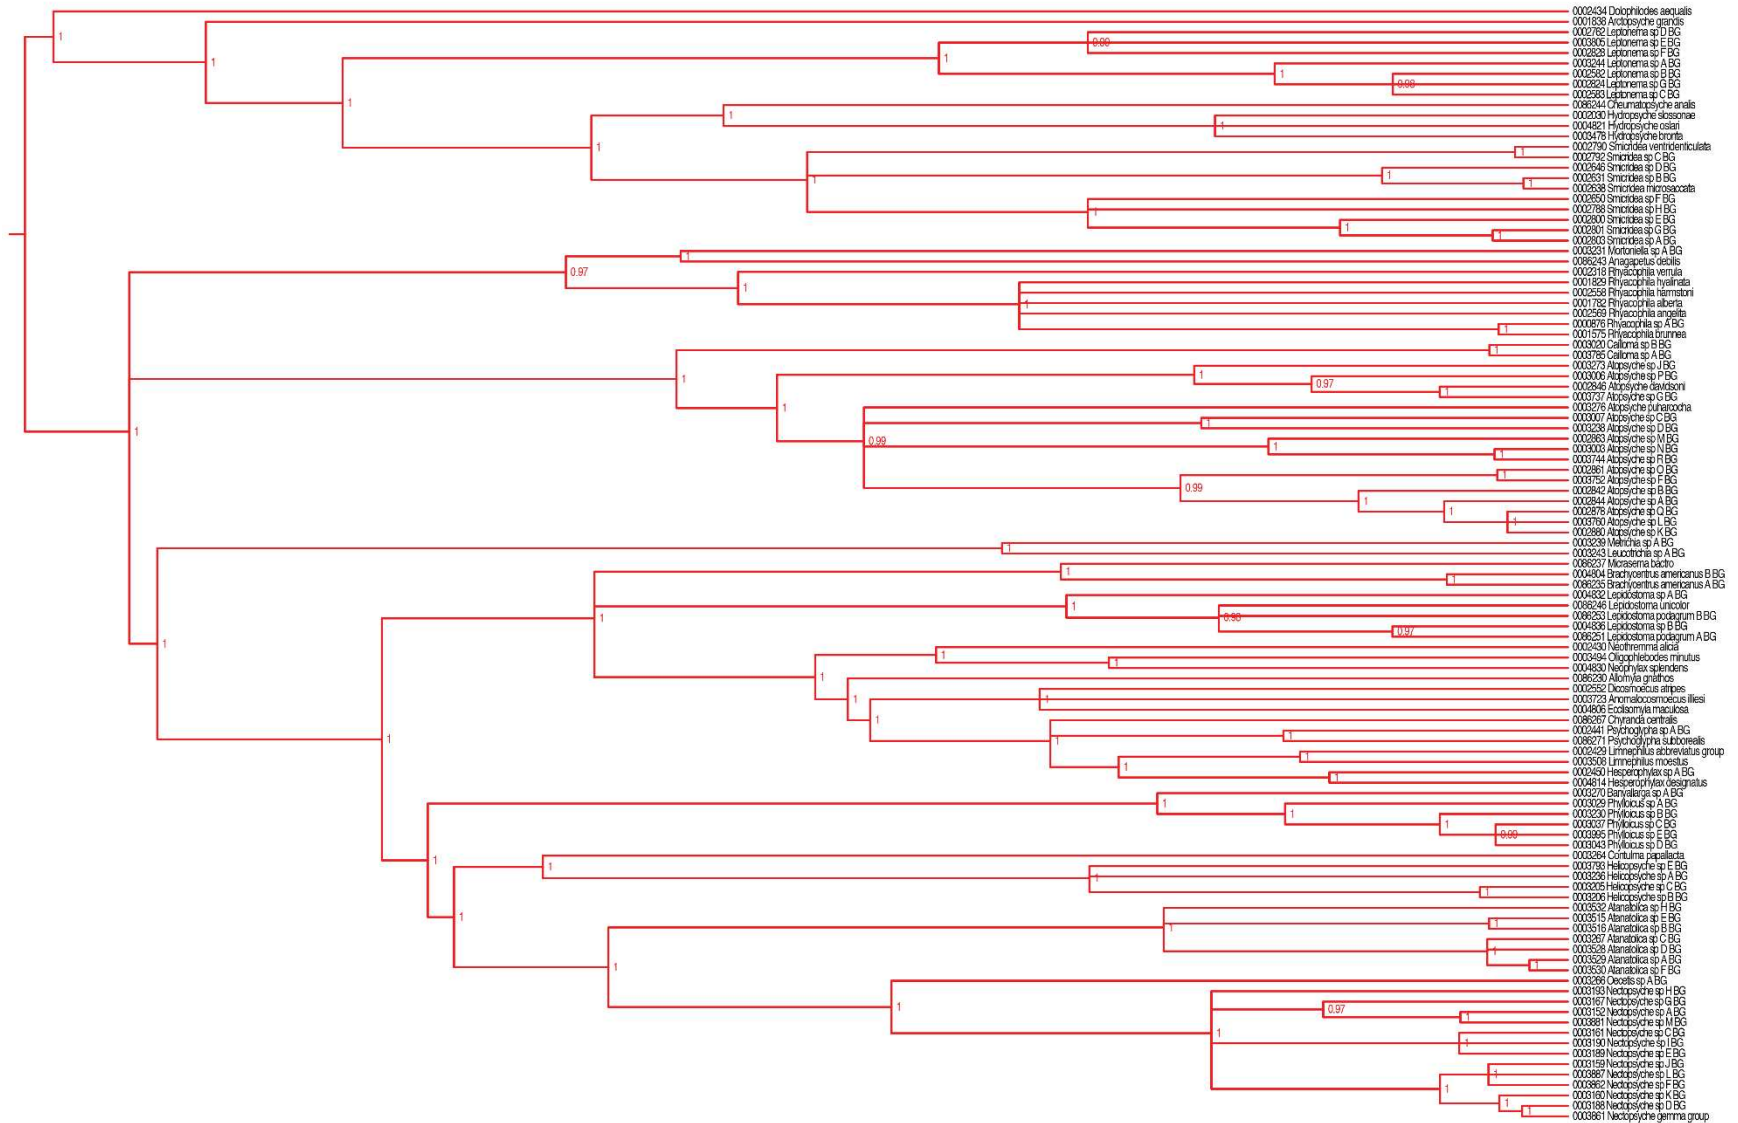 0002434 Dolophilodes aequalis
0001838 Arctopsyche grandis
0002762 Leptonema sp D BG
0003805 Leptonema sp E BG
0002828 Leptonema sp F BG
0003244 Leptonema sp A BG
0002582 Leptonema sp B BG
0002824 Leptonema sp G BG
0002583 Leptonema sp C BG
0086244 Cheumatopsyche analis
0002030 Hydropsyche slossonae
0004821 Hydropsyche oslari
0003478 Hydropsyche bronta
0002790 Smicridea ventridenticulata
0002792 Smicridea sp C BG
0002646 Smicridea sp D BG
0002631 Smicridea sp B BG
0002638 Smicridea microsaccata
0002650 Smicridea sp F BG
0002788 Smicridea sp H BG
0002800 Smicridea sp E BG
0002801 Smicridea sp G BG
0002803 Smicridea sp A BG
0003231 Mortoniella sp A BG
0086243 Anagapetus debilis
0002318 Rhyacophila verrula
0001829 Rhyacophila hyalinata
0002558 Rhyacophila harmstoni
0001782 Rhyacophila alberta
0002569 Rhyacophila angelita
0000876 Rhyacophila sp A BG
0001575 Rhyacophila brunnea
0003020 Cailloma sp B BG
0003785 Cailloma sp A BG
0003273 Atopsyche sp J BG
0003006 Atopsyche sp P BG
0002846 Atopsyche davidsoni
0003737 Atopsyche sp G BG
0003276 Atopsyche puharcocha
0003007 Atopsyche sp C BG
0003238 Atopsyche sp D BG
0002863 Atopsyche sp M BG
0003003 Atopsyche sp N BG
0003744 Atopsyche sp R BG
0002861 Atopsyche sp O BG
0003752 Atopsyche sp F BG
0002842 Atopsyche sp B BG
0002844 Atopsyche sp A BG
0002878 Atopsyche sp Q BG
0003760 Atopsyche sp L BG
0002880 Atopsyche sp K BG
0003239 Metrichia sp A BG
0003243 Leucotrichia sp A BG
0086237 Micrasema bactro
0004804 Brachycentrus americanus B BG
0086235 Brachycentrus americanus A BG
0004832 Lepidostoma sp A BG
0086246 Lepidostoma unicolor
0086253 Lepidostoma podagrum B BG
0004836 Lepidostoma sp B BG
0086251 Lepidostoma podagrum A BG
0002430 Neothremma alicia
0003494 Oligophlebodes minutus
0004830 Neophylax splendens
0086230 Allomyia gnathos
0002552 Dicosmoecus atripes
0003723 Anomalocosmoecus illiesi
0004806 Ecclisomyia maculosa
0086267 Chyranda centralis
0002441 Psychoglypha sp A BG
0086271 Psychoglypha subborealis
0002429 Limnephilus abbreviatus group
0003508 Limnephilus moestus
0002450 Hesperophylax sp A BG
0004814 Hesperophylax designatus
0003270 Banyallarga sp A BG
0003029 Phylloicus sp A BG
0003230 Phylloicus sp B BG
0003037 Phylloicus sp C BG
0003995 Phylloicus sp E BG
0003043 Phylloicus sp D BG
0003264 Contulma papallacta
0003793 Helicopsyche sp E BG
0003236 Helicopsyche sp A BG
0003205 Helicopsyche sp C BG
0003206 Helicopsyche sp B BG
0003532 Atanatolica sp H BG
0003515 Atanatolica sp E BG
0003516 Atanatolica sp B BG
0003267 Atanatolica sp C BG
0003528 Atanatolica sp D BG
0003529 Atanatolica sp A BG
0003530 Atanatolica sp F BG
0003266 Oecetis sp A BG
0003193 Nectopsyche sp H BG
0003167 Nectopsyche sp G BG
0003152 Nectopsyche sp A BG
0003881 Nectopsyche sp M BG
0003161 Nectopsyche sp C BG
0003190 Nectopsyche sp I BG
0003189 Nectopsyche sp E BG
0003159 Nectopsyche sp J BG
0003887 Nectopsyche sp L BG
0003862 Nectopsyche sp F BG
0003160 Nectopsyche sp K BG
0003188 Nectopsyche sp D BG
0003861 Nectopsyche gemma group